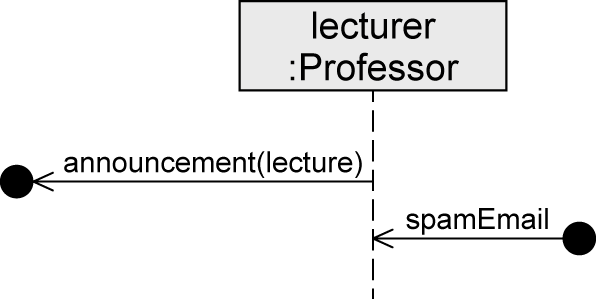 lecturer
:Professor
announcement(lecture)
spamEmail